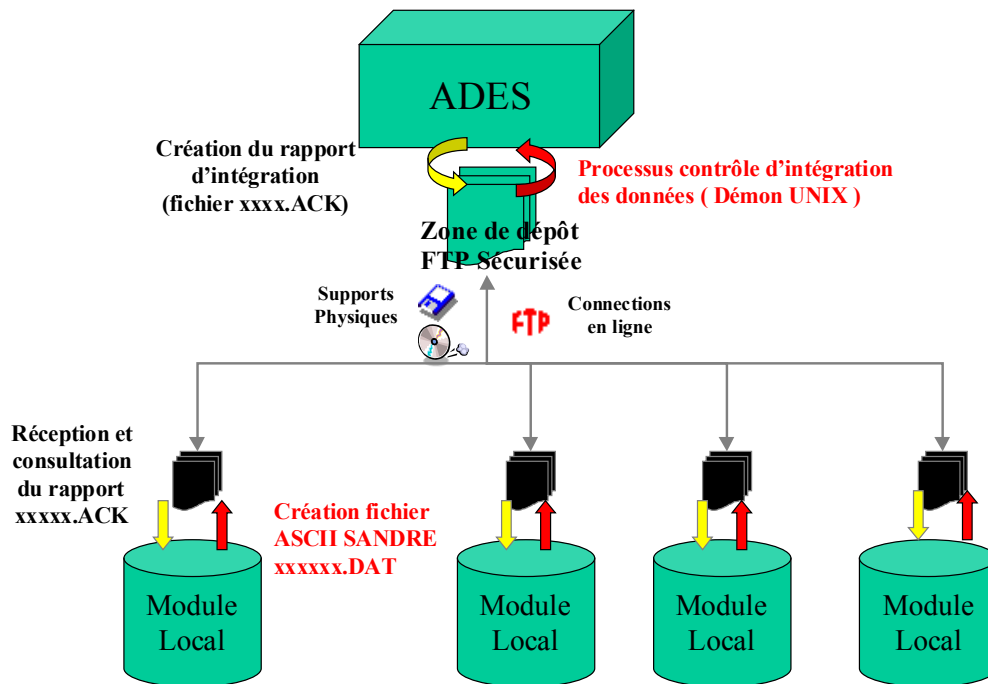 ADES
Création du rapport
d’intégration
(fichier xxxx.ACK)
Processus contrôle d’intégration
des données ( Démon UNIX )
Zone de dépôt
FTP Sécurisée
Supports
Physiques
FTP
Connections
en ligne
Réception et
consultation
du rapport
xxxxx.ACK
Création fichier
ASCII SANDRE
xxxxxx.DAT
Module
Local
Module
Local
Module
Local
Module
Local